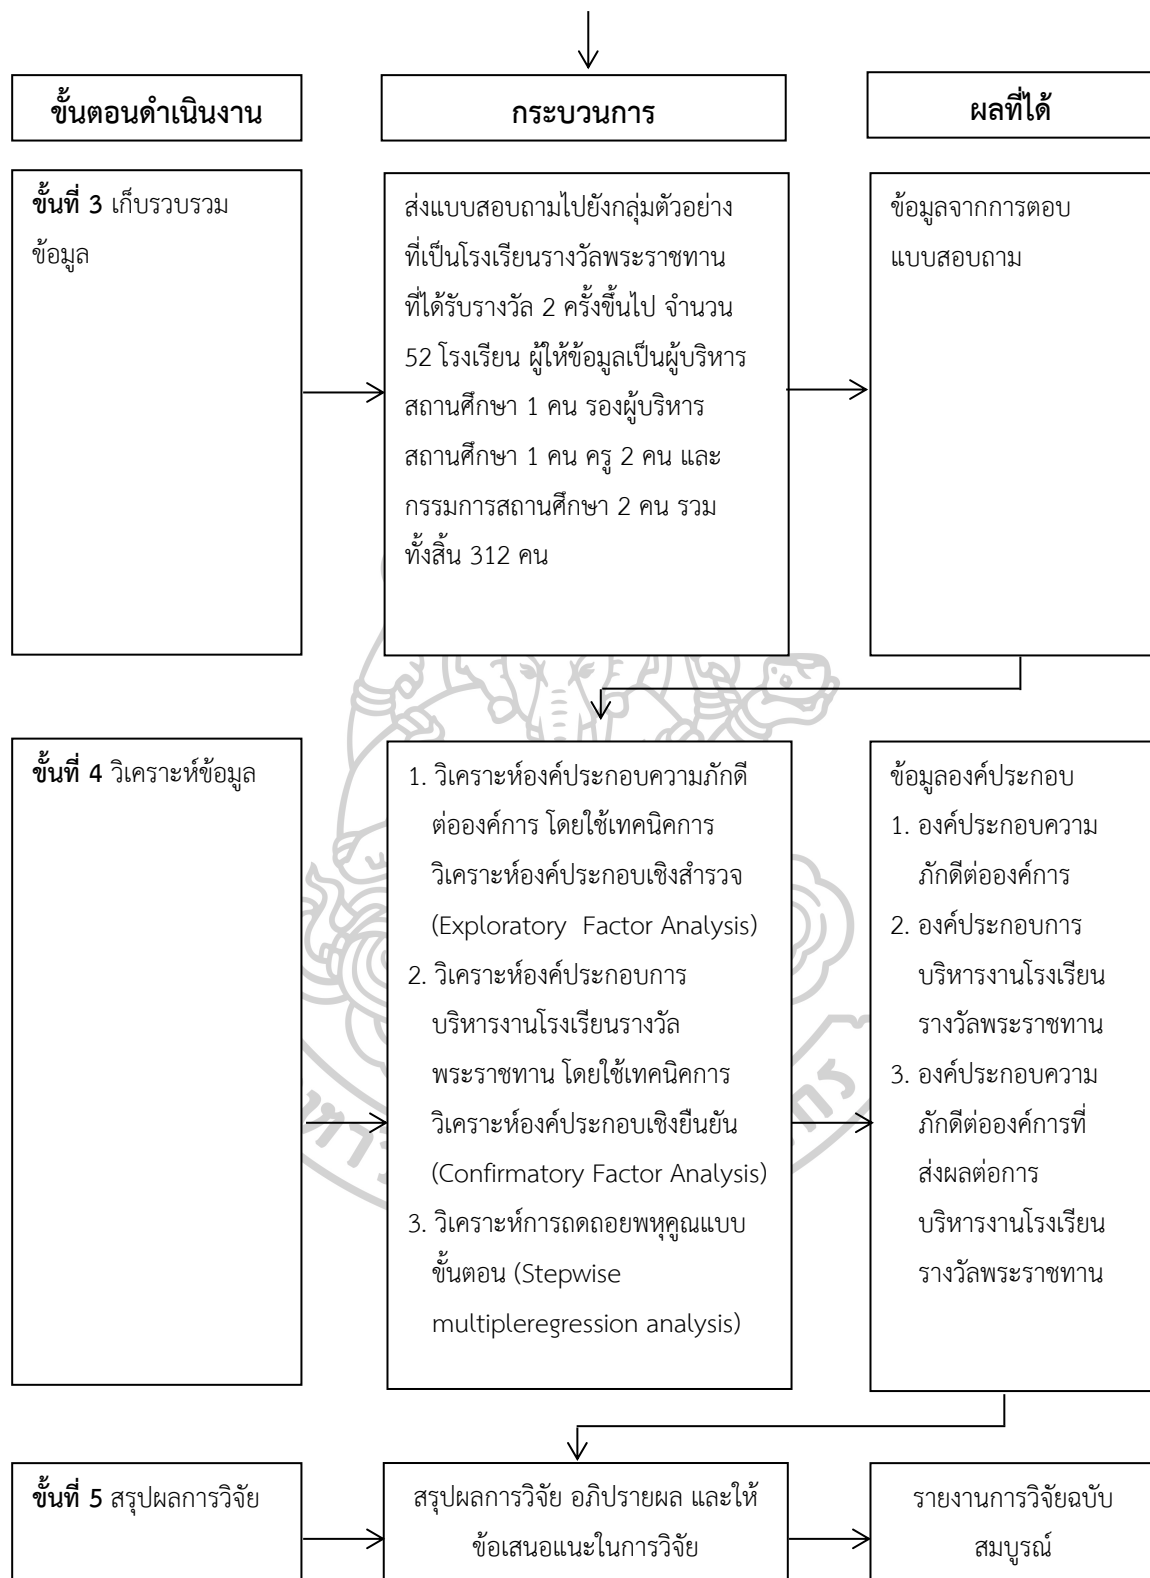 ขั้นตอนดำเนินงาน
กระบวนการ
ผลที่ได้
ขั้นที่ 3 เก็บรวบรวม
ข้อมูล
ส่งแบบสอบถามไปยังกลุ่มตัวอย่าง
ที่เป็นโรงเรียนรางวัลพระราชทาน
ที่ได้รับรางวัล 2 ครั้งขึ้นไป จำนวน
52 โรงเรียน ผู้ให้ข้อมูลเป็นผู้บริหาร
สถานศึกษา 1 คน รองผู้บริหาร
สถานศึกษา 1 คน ครู 2 คน และ
กรรมการสถานศึกษา 2 คน รวม
ทั้งสิ้น 312 คน
ข้อมูลจากการตอบ
แบบสอบถาม
ขั้นที่ 4 วิเคราะห์ข้อมูล
1. วิเคราะห์องค์ประกอบความภักดี
ต่อองค์การ โดยใช้เทคนิคการ
วิเคราะห์องค์ประกอบเชิงสำรวจ
(Exploratory Factor Analysis)
2. วิเคราะห์องค์ประกอบการ
บริหารงานโรงเรียนรางวัล
พระราชทาน โดยใช้เทคนิคการ
วิเคราะห์องค์ประกอบเชิงยืนยัน
(Confirmatory Factor Analysis)
3. วิเคราะห์การถดถอยพหุคูณแบบ
ขั้นตอน (Stepwise
multipleregression analysis)
ข้อมูลองค์ประกอบ
1. องค์ประกอบความ
ภักดีต่อองค์การ
2. องค์ประกอบการ
บริหารงานโรงเรียน
รางวัลพระราชทาน
3. องค์ประกอบความ
ภักดีต่อองค์การที่
ส่งผลต่อการ
บริหารงานโรงเรียน
รางวัลพระราชทาน
ขั้นที่ 5 สรุปผลการวิจัย
สรุปผลการวิจัย อภิปรายผล และให้
ข้อเสนอแนะในการวิจัย
รายงานการวิจัยฉบับ
สมบูรณ์